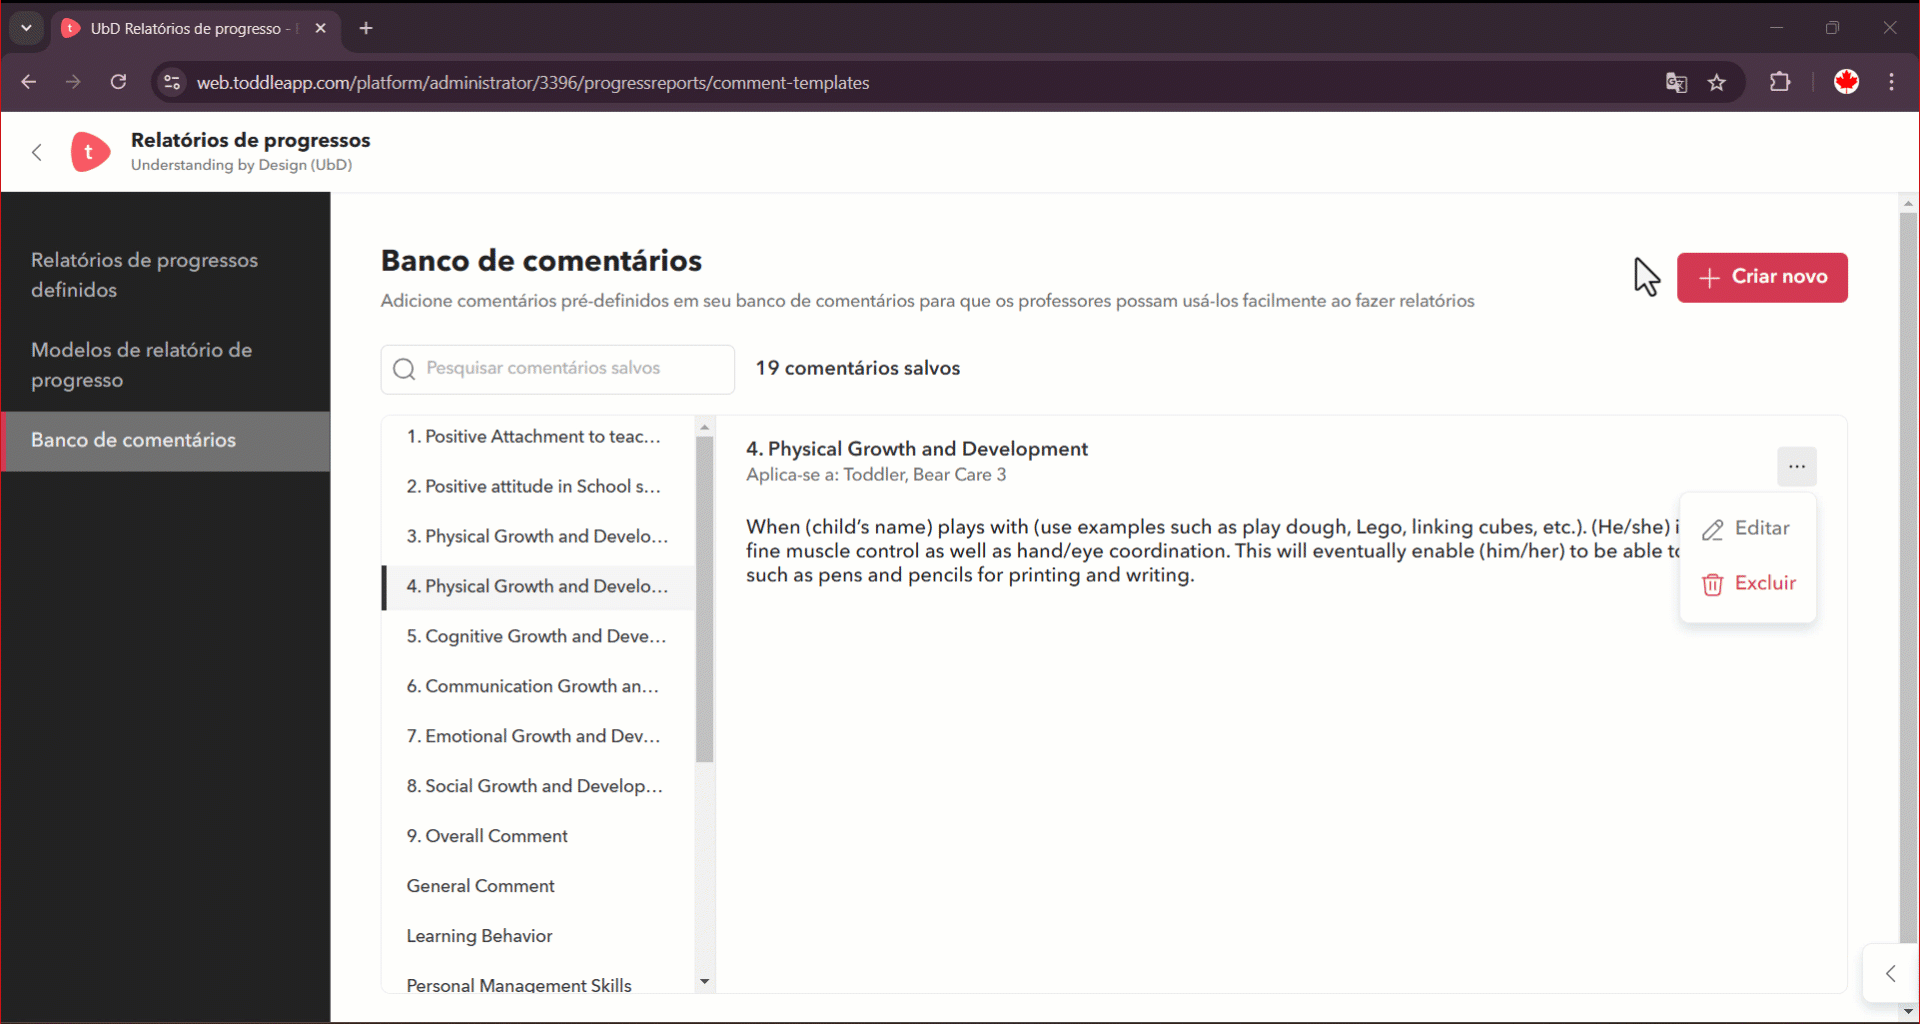 UbD Relatórios de progresso -
web.toddleapp.com/platform/administrator/3396/progressreports/comment-templates
t
Relatórios de progressos
Understanding by Design (UbD)
Relatórios de progressos
definidos
Modelos de relatório de
progresso
Banco de comentários
Banco de comentários
Adicione comentários pré-definidos em seu banco de comentários para que os professores possam usá-los facilmente ao fazer relatórios
Criar novo
Pesquisar comentários salvos
19 comentários salvos
1. Positive Attachment to teac...
2. Positive attitude in School s...
3. Physical Growth and Develo...
4. Physical Growth and Develo...
5. Cognitive Growth and Deve...
6. Communication Growth an...
7. Emotional Growth and Dev...
8. Social Growth and Develop...
9. Overall Comment
General Comment
Learning Behavior
Personal Management Skills
4. Physical Growth and Development
Aplica-se a: Toddler, Bear Care 3
When (child's name) plays with (use examples such as play dough, Lego, linking cubes, etc.). (He/she)
fine muscle control as well as hand/eye coordination. This will eventually enable (him/her) to be able
such as pens and pencils for printing and writing.
Editar
Excluir